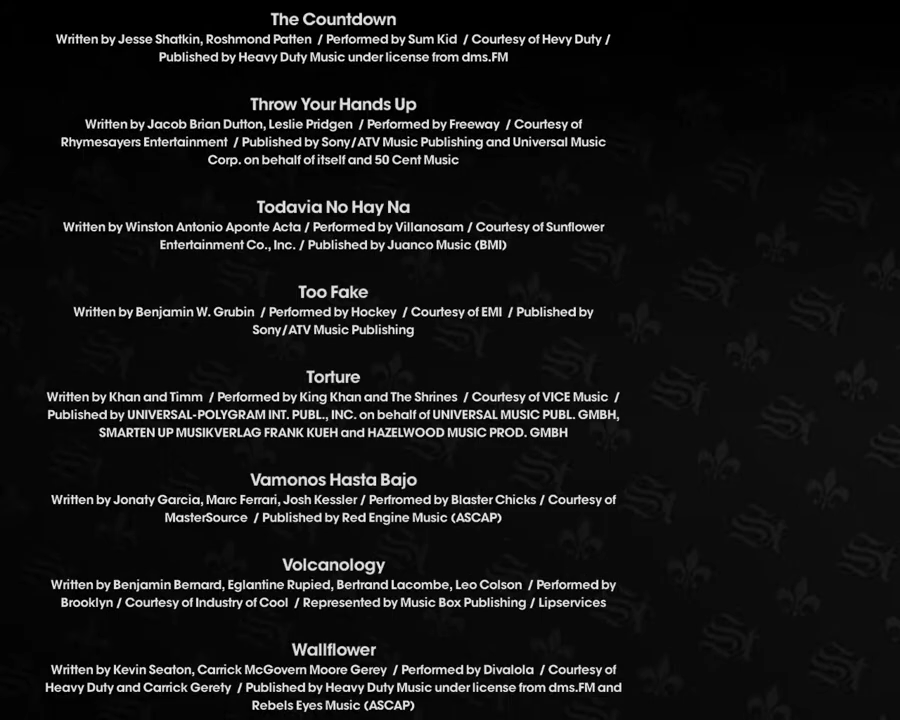 The Countdown
Written by Jesse Shatkin, Roshmond Patten / Performed by Sum Kid / Courtesy of Hevy Duty /
Published by Heavy Duty Music under license from dms.FM
Throw Your Hands Up
Written by Jacob Brian Dutton, Leslie Pridgen / Performed by Freeway / Courtesy of
Rhymesayers Entertainment / Published by Sony/ATV Music Publishing and Universal Music
Corp. on behalf of itself and 50 Cent Music
Todavia No Hay Na
Written by Winston Antonio Aponte Acta / Performed by Villanosam / Courtesy of Sunflower
Entertainment Co., Inc. / Published by Juanco Music (BMI)
Too Fake
Written by Benjamin W. Grubin / Performed by Hockey / Courtesy of EMI / Published by
Sony/ATV Music Publishing
Torture
Written by Khan and Timm / Performed by King Khan and The Shrines / Courtesy of VICE Music /
Published by UNIVERSAL-POLYGRAM INT. PUBL., INC. on behalf of UNIVERSAL MUSIC PUBL. GMBH,
SMARTEN UP MUSIKVERLAG FRANK KUEH and HAZELWOOD MUSIC PROD. GMBH
Vamonos Hasta Bajo
Written by Jonaty Garcia, Marc Ferrari, Josh Kessler / Perfromed by Blaster Chicks / Courtesy of
MasterSource / Published by Red Engine Music (ASCAP)
Volcanology
Written by Benjamin Bernard, Eglantine Rupied, Bertrand Lacombe, Leo Colson / Performed by
Brooklyn / Courtesy of Industry of Cool / Represented by Music Box Publishing / Lipservices
Wallflower
Written by Kevin Seaton, Carrick McGovern Moore Gerey / Performed by Divalola / Courtesy of
Heavy Duty and Carrick Gerety / Published by Heavy Duty Music under license from dms.FM and
Rebels Eyes Music (ASCAP)